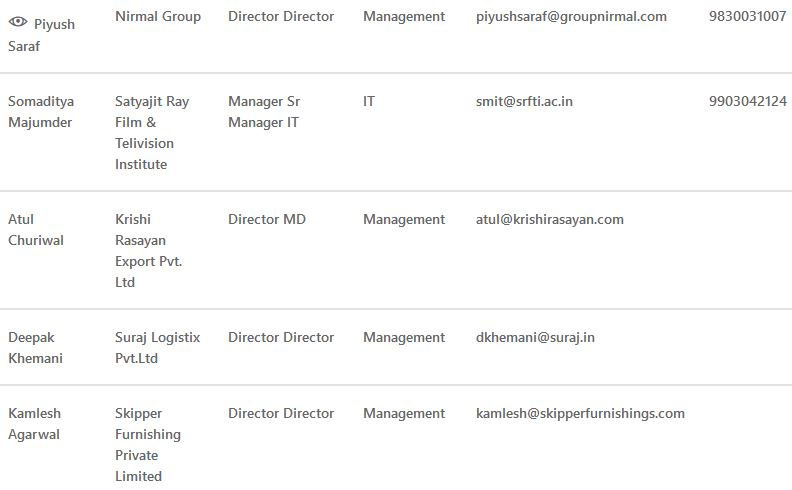 Piyush Saraf Nirmal Group Director Director Management piyushsaraf@groupnirmal.com 9830031007
Somaditya Majumder Satyajit Ray Film & Telivision Institute Manager Sr Manager IT IT smit@srfti.ac.in 9903042124
Atul Churiwal Krishi Rasayan Export Pvt. Ltd Director MD Management atul@krishirasayan.com
Deepak Khemani Suraj Logistix Pvt.Ltd Director Director Management dkhemani@suraj.in
Kamlesh Agarwal Skipper Furnishing Private Limited Director Director Management kamlesh@skipperfurnishings.com